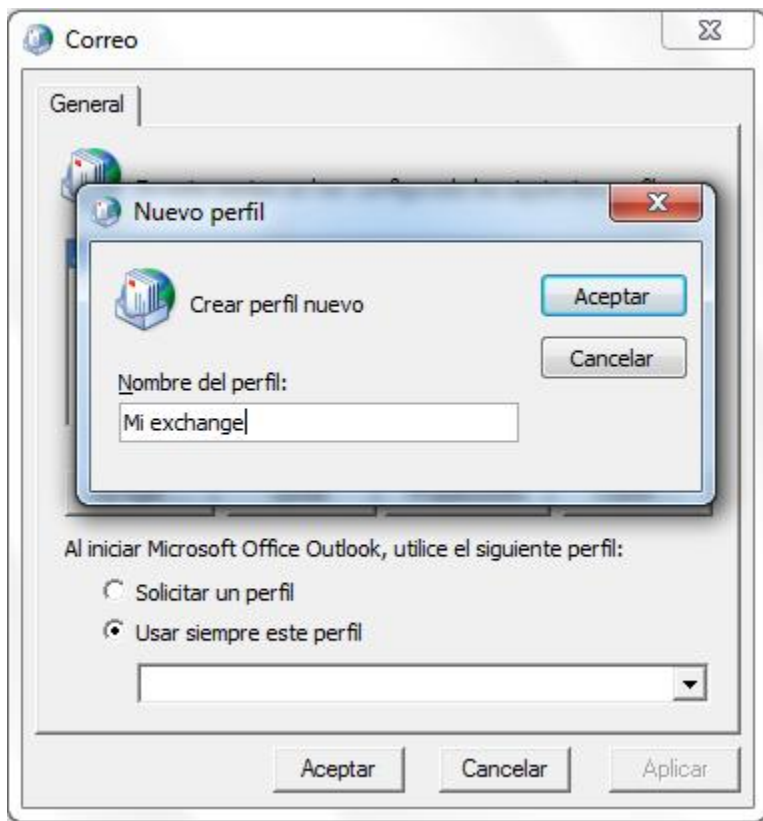 Correo
General
Nuevo perfil
Crear perfil nuevo
Aceptar
Cancelar
Nombre del perfil:
Mi exchange
Al iniciar Microsoft Office Outlook, utilice el siguiente perfil:
Solicitar un perfil
Usar siempre este perfil
Aceptar
Cancelar
Aplicar